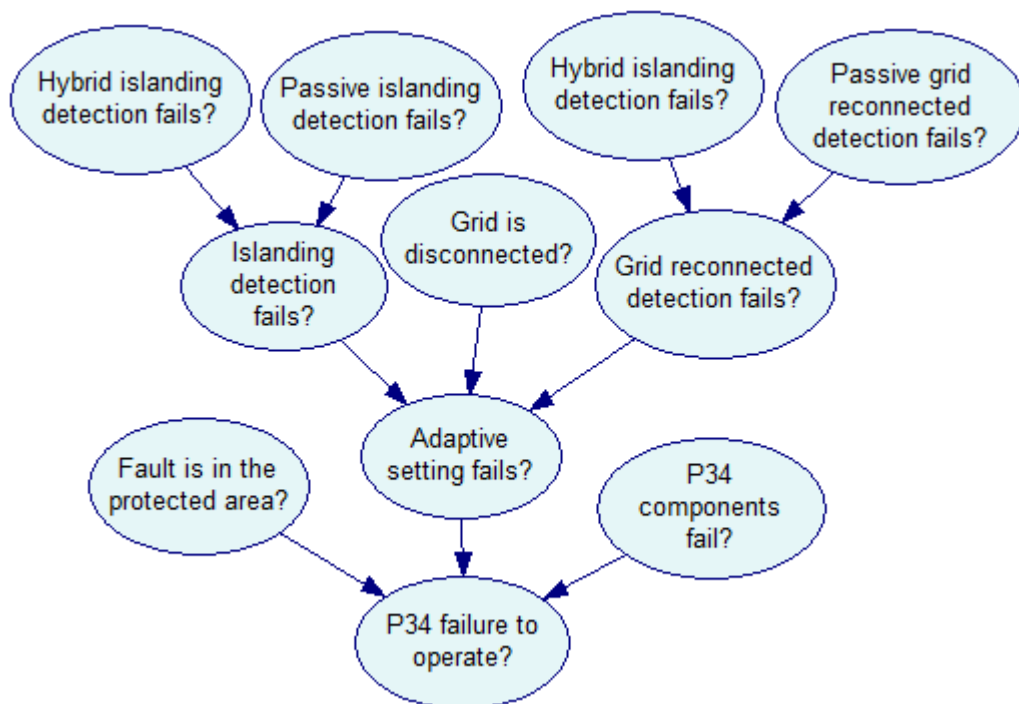 Hybrid islanding
detection fails?
Passive islanding
detection fails?
Hybrid islanding
detection fails?
Passive grid
reconnected
detection fails?
Islanding
detection
fails?
Grid is
disconnected?
Grid reconnected
detection fails?
Adaptive
setting fails?
Fault is in the
protected area?
P34
components
fail?
P34 failure to
operate?